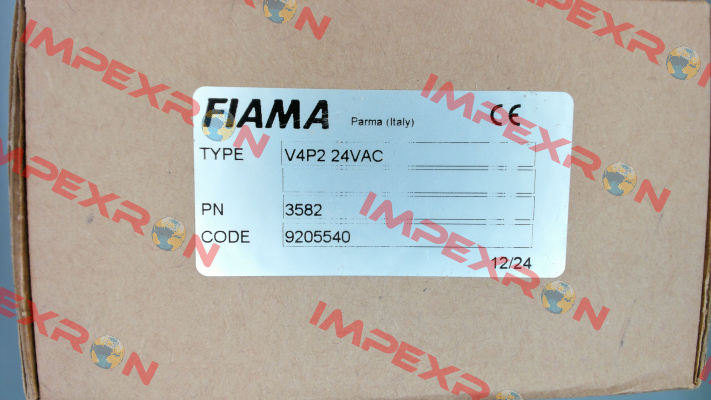 FIAMA Parma (Italy) CE
TYPE V4P2 24VAC
PN 3582
CODE 9205540
12/24
IMPEXRON
IMPEXRON
IMPEXRON
IMPEXRON
IMPEXRON
IMPEXRON
IMPEXRON
IMPEXRON